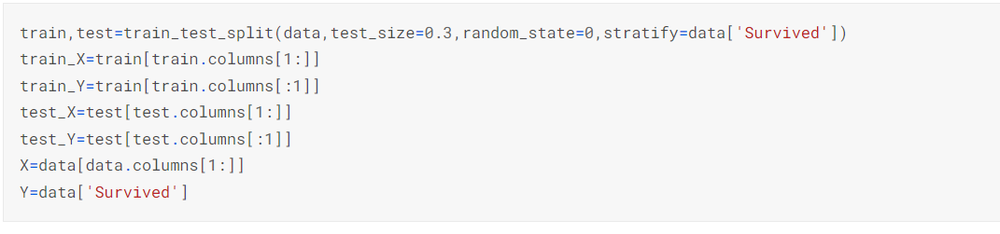 train,test=train_test_split(data,test_size=0.3,random_state=0,stratify=data['Survived'])
train_X=train[train.columns[1:]]
train_Y=train[train.columns[:1]]
test_X=test[test.columns[1:]]
test_Y=test[test.columns[:1]]
X=data[data.columns[1:]]
Y=data['Survived']